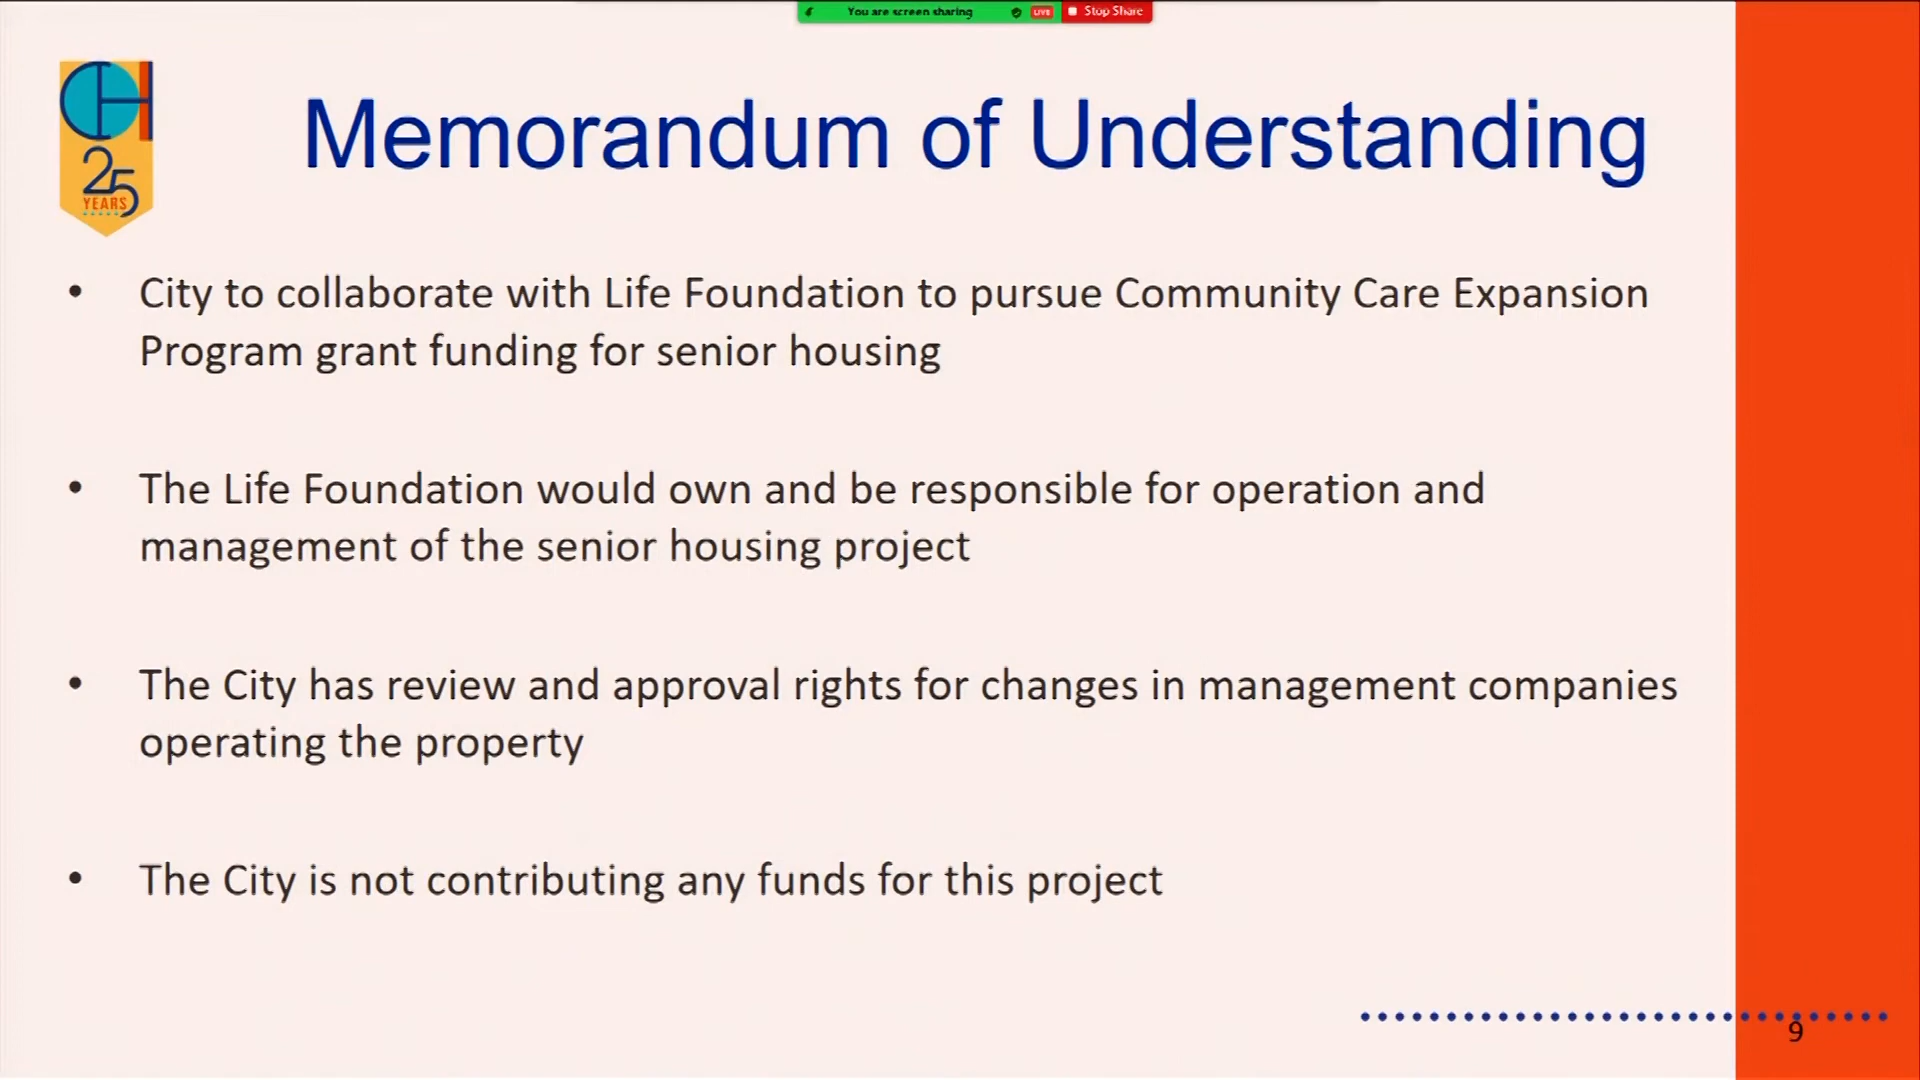 You are screen sharing LIVE Stop Share
CH
25
YEARS
Memorandum of Understanding
• City to collaborate with Life Foundation to pursue Community Care Expansion
Program grant funding for senior housing
• The Life Foundation would own and be responsible for operation and
management of the senior housing project
• The City has review and approval rights for changes in management companies
operating the property
• The City is not contributing any funds for this project
9